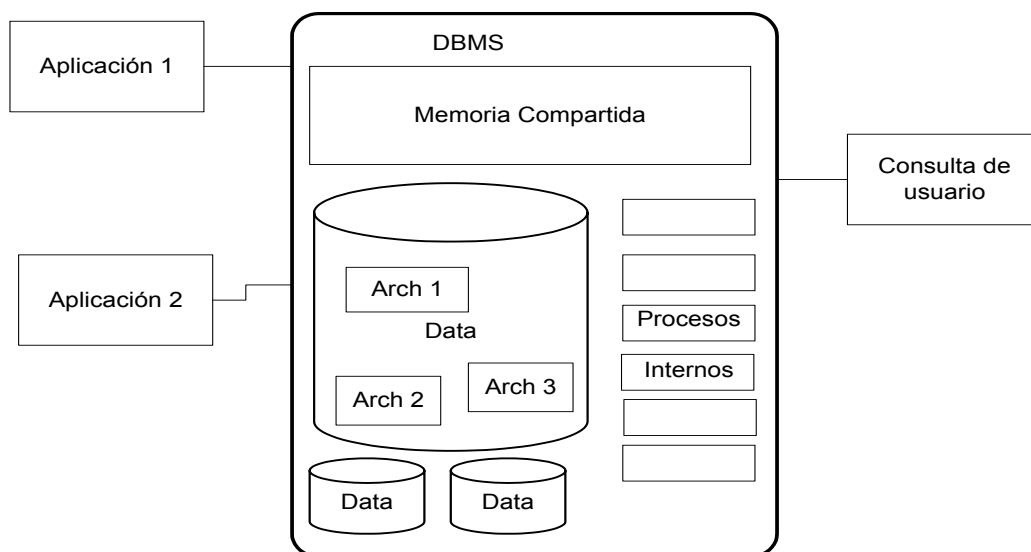 DBMS
Aplicación 1
Memoria Compartida
Consulta de
usuario
Aplicación 2
Arch 1
Data
Arch 2
Arch 3
Procesos
Internos
Data
Data